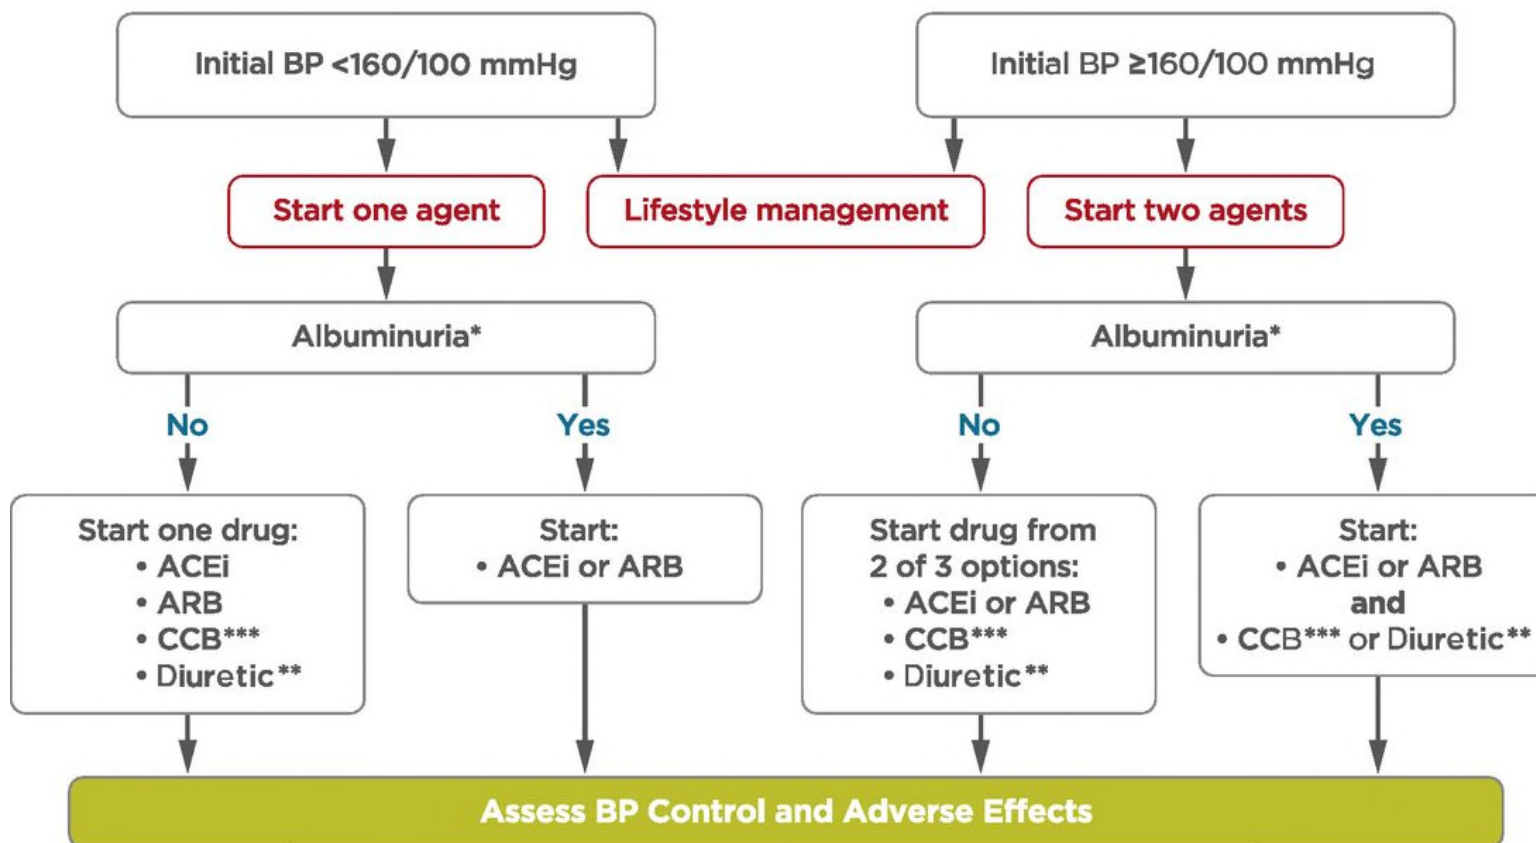 Initial BP <160/100 mmHg
Initial BP ≥160/100 mmHg
Start one agent
Lifestyle management
Start two agents
Albuminuria*
Albuminuria*
No
Yes
No
Yes
Start one drug:
• ACEi
• ARB
• CCB***
• Diuretic**
Start:
• ACEi or ARB
Start drug from
2 of 3 options:
• ACEi or ARB
• CCB***
• Diuretic**
Start:
• ACEi or ARB
and
• CCB*** or Diuretic**
Assess BP Control and Adverse Effects